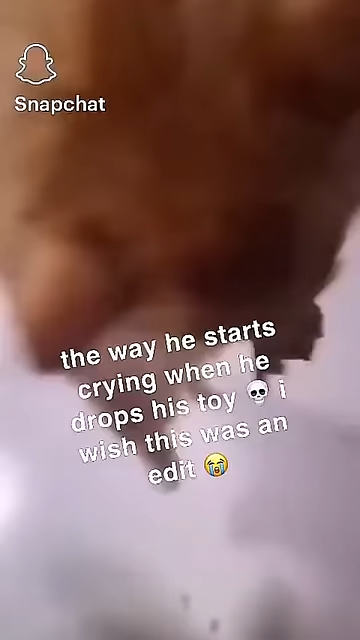 Snapchat
the way he starts
crying when he
drops his toy 💀 i
wish this was an
edit 😭